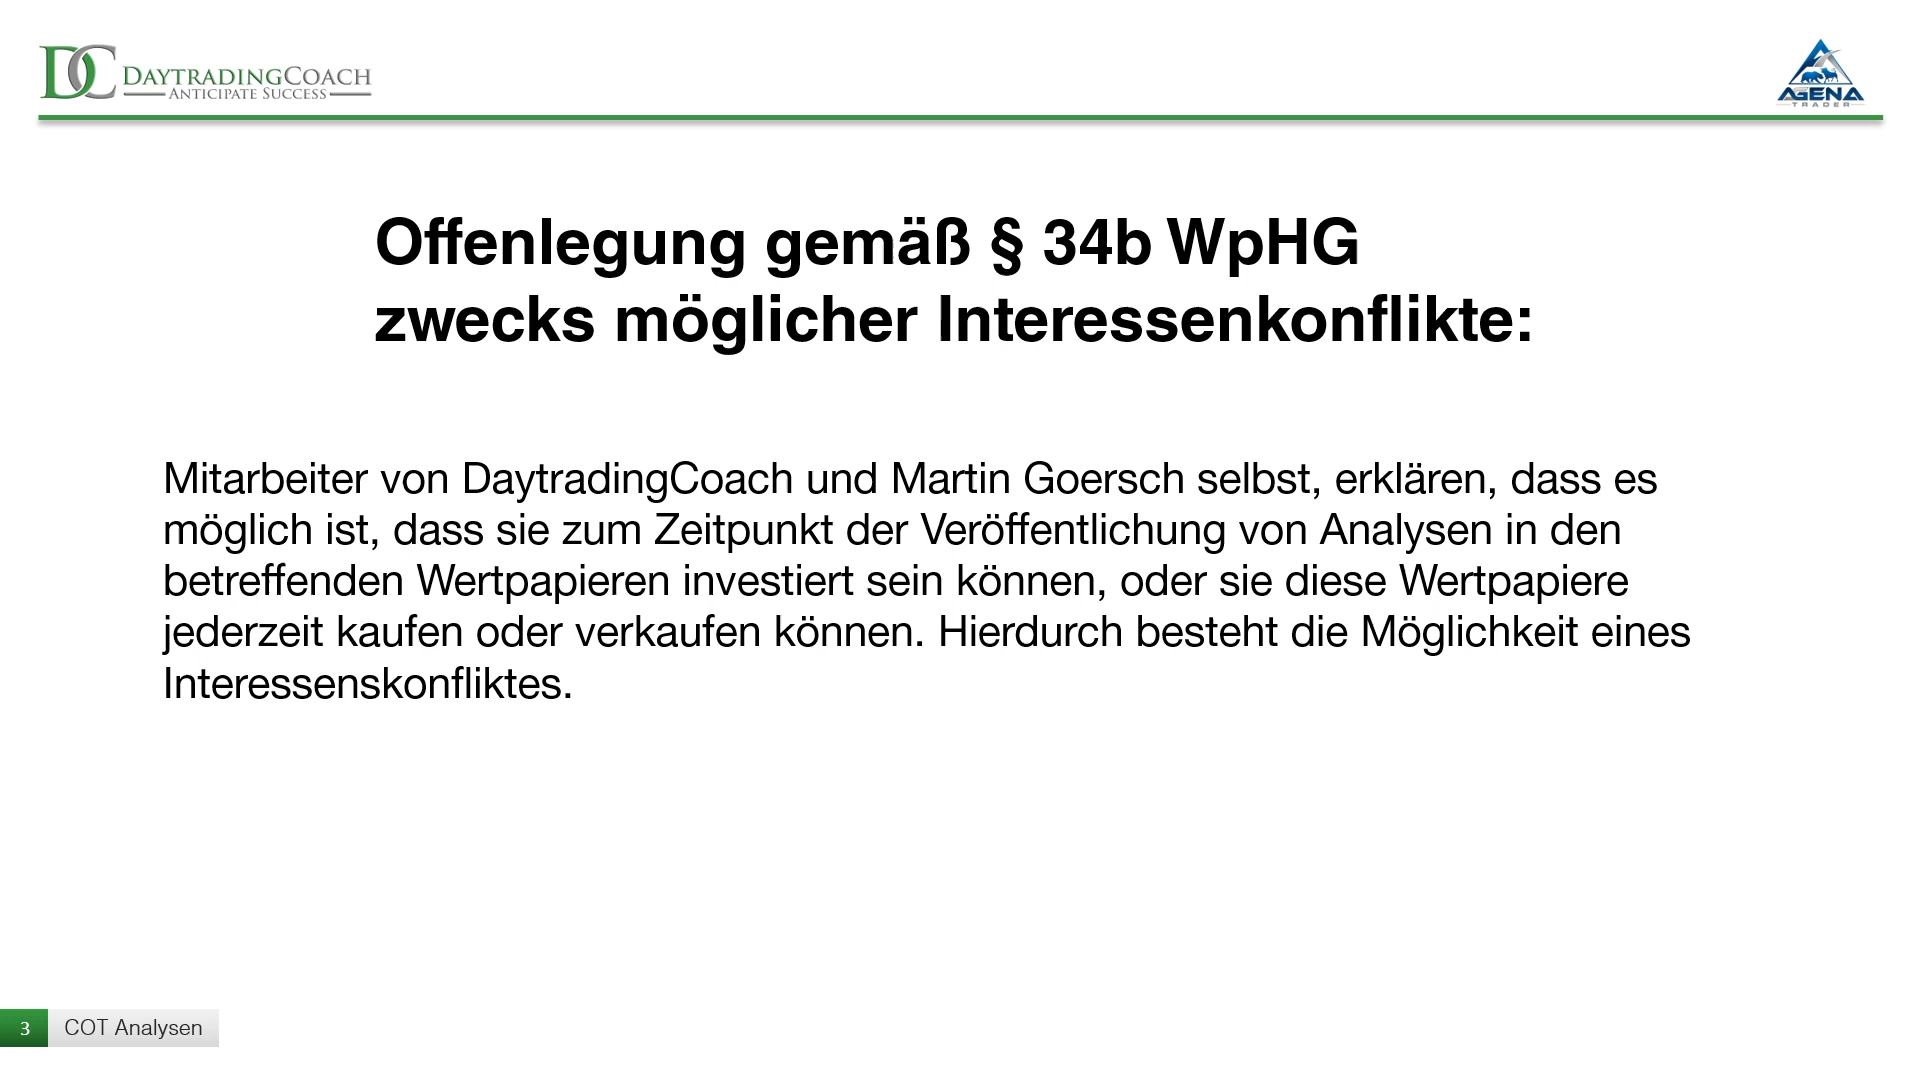 DC DAYTRADINGCOACH
ANTICIPATE SUCCESS
AGENA
TRADER
Offenlegung gemäß § 34b WpHG
zwecks möglicher Interessenkonflikte:
Mitarbeiter von DaytradingCoach und Martin Goersch selbst, erklären, dass es
möglich ist, dass sie zum Zeitpunkt der Veröffentlichung von Analysen in den
betreffenden Wertpapieren investiert sein können, oder sie diese Wertpapiere
jederzeit kaufen oder verkaufen können. Hierdurch besteht die Möglichkeit eines
Interessenskonfliktes.
3 COT Analysen